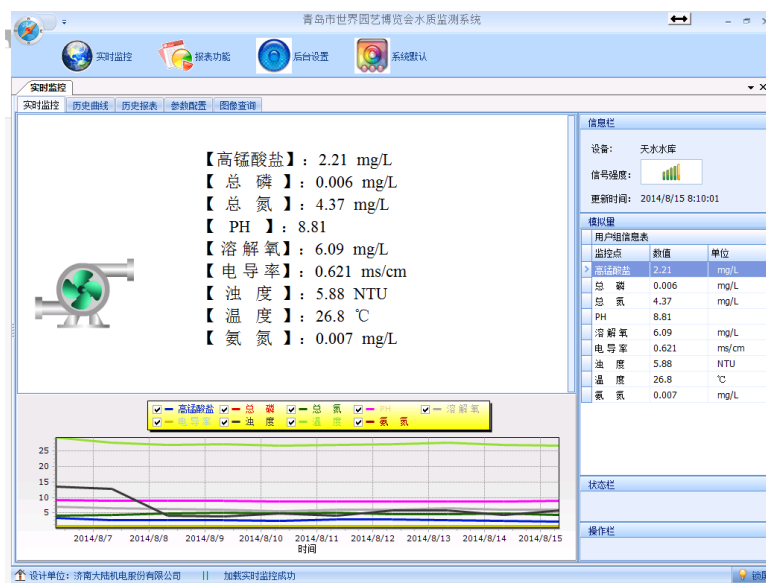 青岛市世界园艺博览会水质监测系统
实时监控 报表功能 后台设置 系统默认
实时监控
实时监控 历史曲线 历史报表 参数配置 图像查询
【高锰酸盐】：2.21 mg/L
【 总 磷 】：0.006 mg/L
【 总 氮 】：4.37 mg/L
【 PH 】：8.81
【溶 解 氧】：6.09 mg/L
【电 导 率】：0.621 ms/cm
【 浊 度 】：5.88 NTU
【 温 度 】：26.8 ℃
【 氨 氮 】：0.007 mg/L
信息栏
设备： 天水水库
信号强度：
更新时间： 2014/8/15 8:10:01
模拟量
用户组信息表
监控点 数值 单位
高锰酸盐 2.21 mg/L
总 磷 0.006 mg/L
总 氮 4.37 mg/L
PH 8.81
溶 解 氧 6.09 mg/L
电 导 率 0.621 ms/cm
浊 度 5.88 NTU
温 度 26.8 ℃
氨 氮 0.007 mg/L
状态栏
操作栏
高锰酸盐 总 磷 总 氮 PH 溶 解 氧
电 导 率 浊 度 温 度 氨 氮
25
20
15
10
5
2014/8/7 2014/8/8 2014/8/9 2014/8/10 2014/8/11 2014/8/12 2014/8/13 2014/8/14 2014/8/15
时间
设计单位：济南大陆机电股份有限公司 || 加载实时监控成功